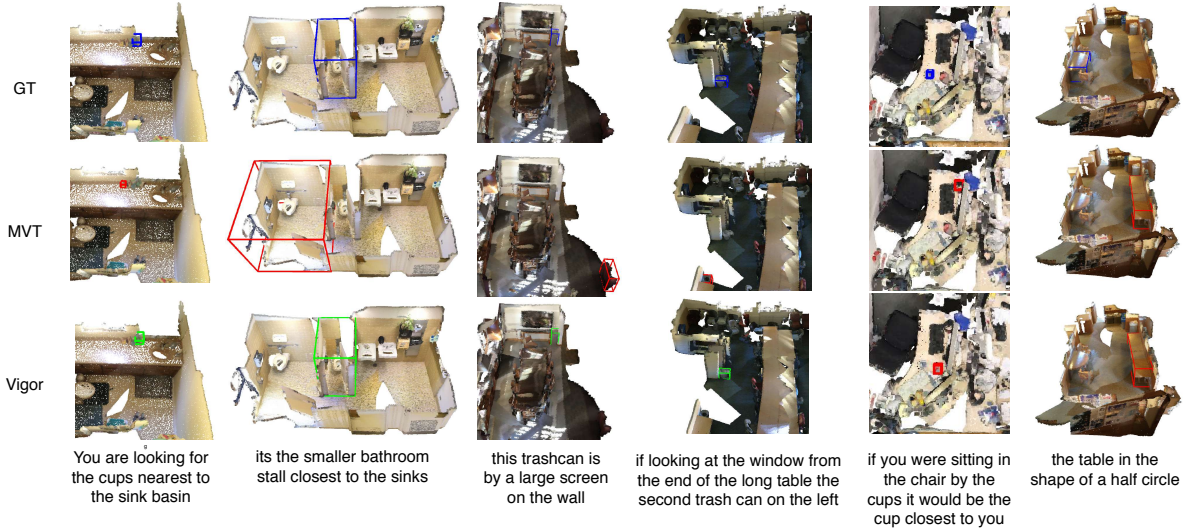 GT
MVT
Vigor
You are looking for
the cups nearest to
the sink basin
its the smaller bathroom
stall closest to the sinks
this trashcan is
by a large screen
on the wall
if looking at the window from
the end of the long table the
second trash can on the left
if you were sitting in
the chair by the
cups it would be the
cup closest to you
the table in the
shape of a half circle